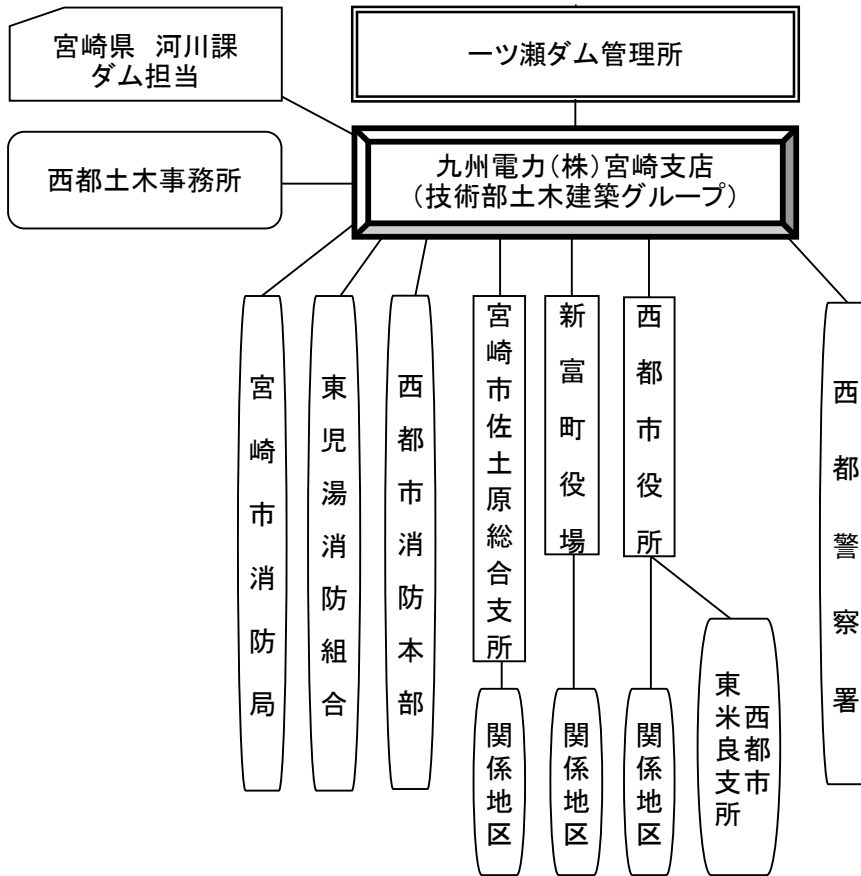 宮崎県 河川課
ダム担当
一ツ瀬ダム管理所
西都土木事務所
九州電力(株)宮崎支店
(技術部土木建築グループ)
宮崎市消防局
東児湯消防組合
西都市消防本部
宮崎市佐土原総合支所
新富町役場
西都市役所
西都警察署
関係地区
関係地区
関係地区
西都市
東米良支所